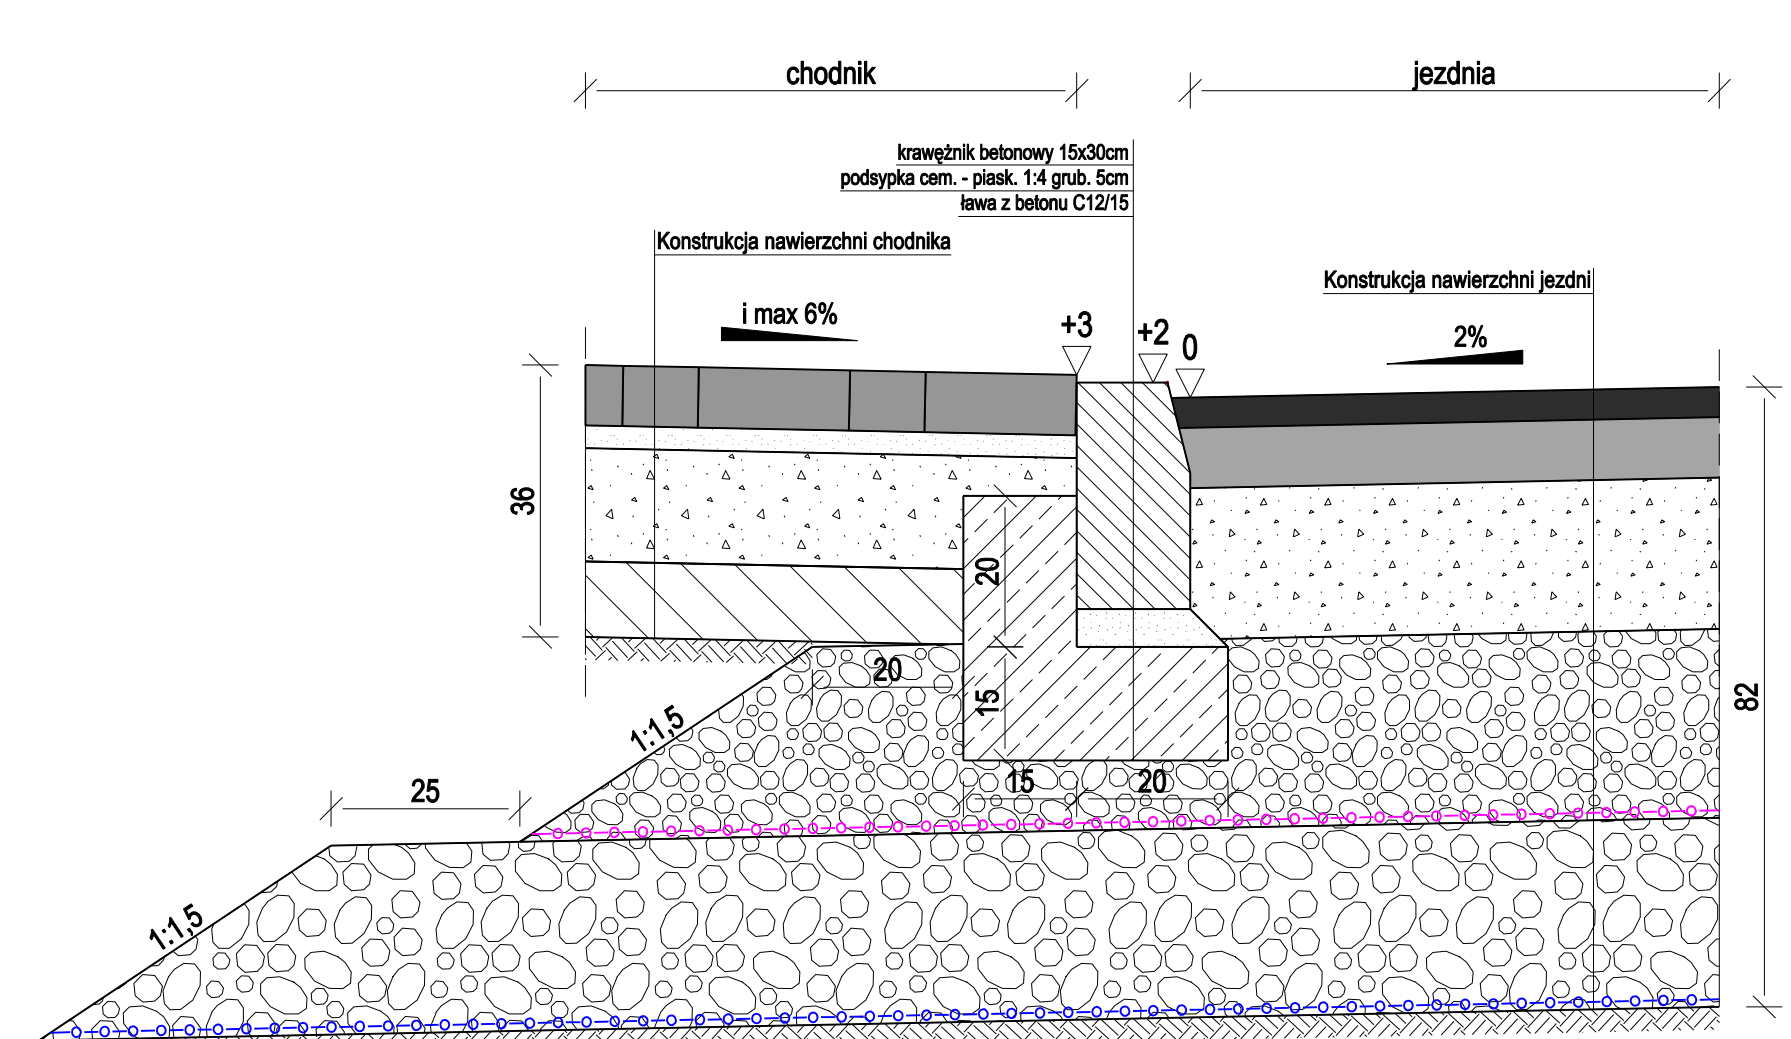 chodnik
jezdnia
krawężnik betonowy 15x30cm
podsypka cem. - piask. 1:4 grub. 5cm
ława z betonu C12/15
Konstrukcja nawierzchni chodnika
Konstrukcja nawierzchni jezdni
i max 6%
+3
+2
0
2%
36
20
20
15
82
1:1,5
25
15
20
1:1,5